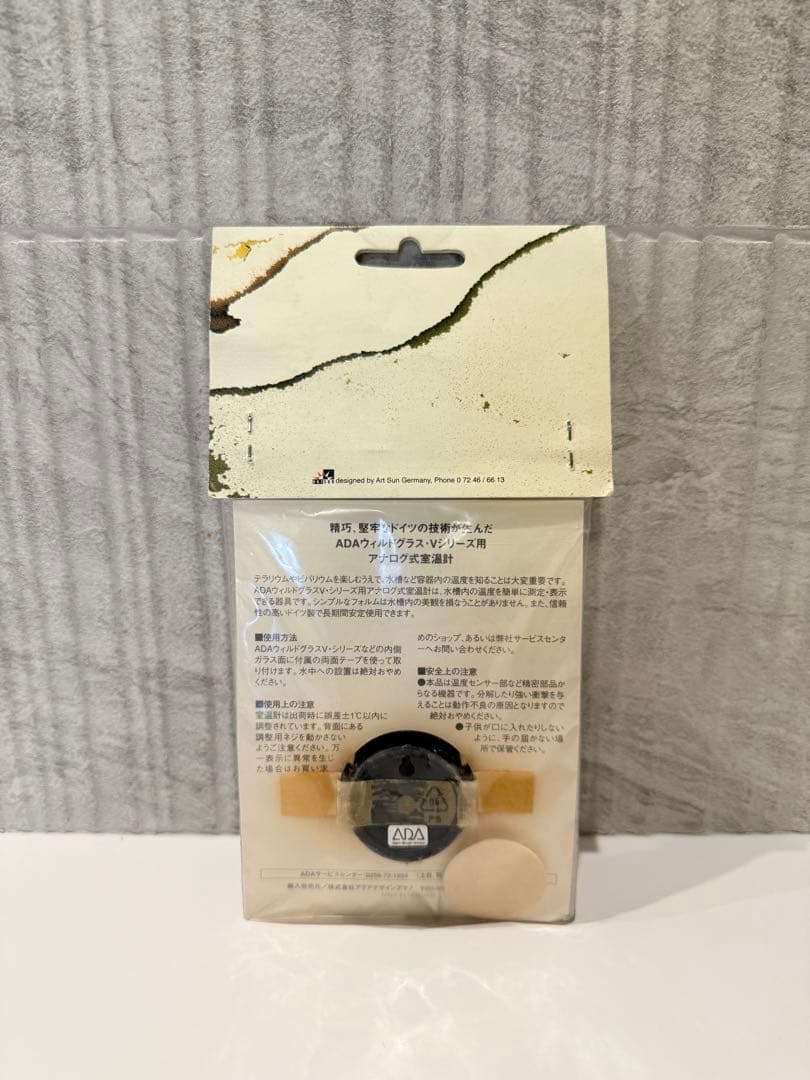 designed by Art Sun Germany, Phone 0 72.46 / 66 13
精巧、堅牢なドイツの技術が生んだ
ADAウィルドグラス・Vシリーズ用
アナログ式室温計
テラリウムやビバリウムを楽しむうえで、水槽など容器内の温度を知ることは大変重要です。
ADAウィルドグラスV・シリーズ用アナログ式室温計は、水槽内の温度を簡単に測定・表示
できる器具です。シンプルなフォルムは水槽内の美観を損なうことがありません。また、信頼
性の高いドイツ製で長期間安定使用できます。
■使用方法
ADAウィルドグラスV・シリーズなどの内側
ガラス面に付属の両面テープを使って取
り付けます。水中への設置は絶対おやめ
ください。
■使用上の注意
室温計は出荷時に誤差±1℃以内に
調整されています。背面にある
調整用ネジを動かさない
ようご注意ください。万
一表示に異常を生じ
た場合はお買い求
めのショップ、あるいは弊社サービスセンタ
ーへお問い合わせください。
■安全上の注意
●本品は温度センサー部など精密部品か
らなる機器です。分解したり強い衝撃を与
えることは動作不良の原因となりますので
絶対おやめください。
●子供が口に入れたりしない
ように、手の届かない場
所で保管ください。
PS
ADA
ADAサービスセンター
輸入発売元/株式会社アクアデザインアマノ